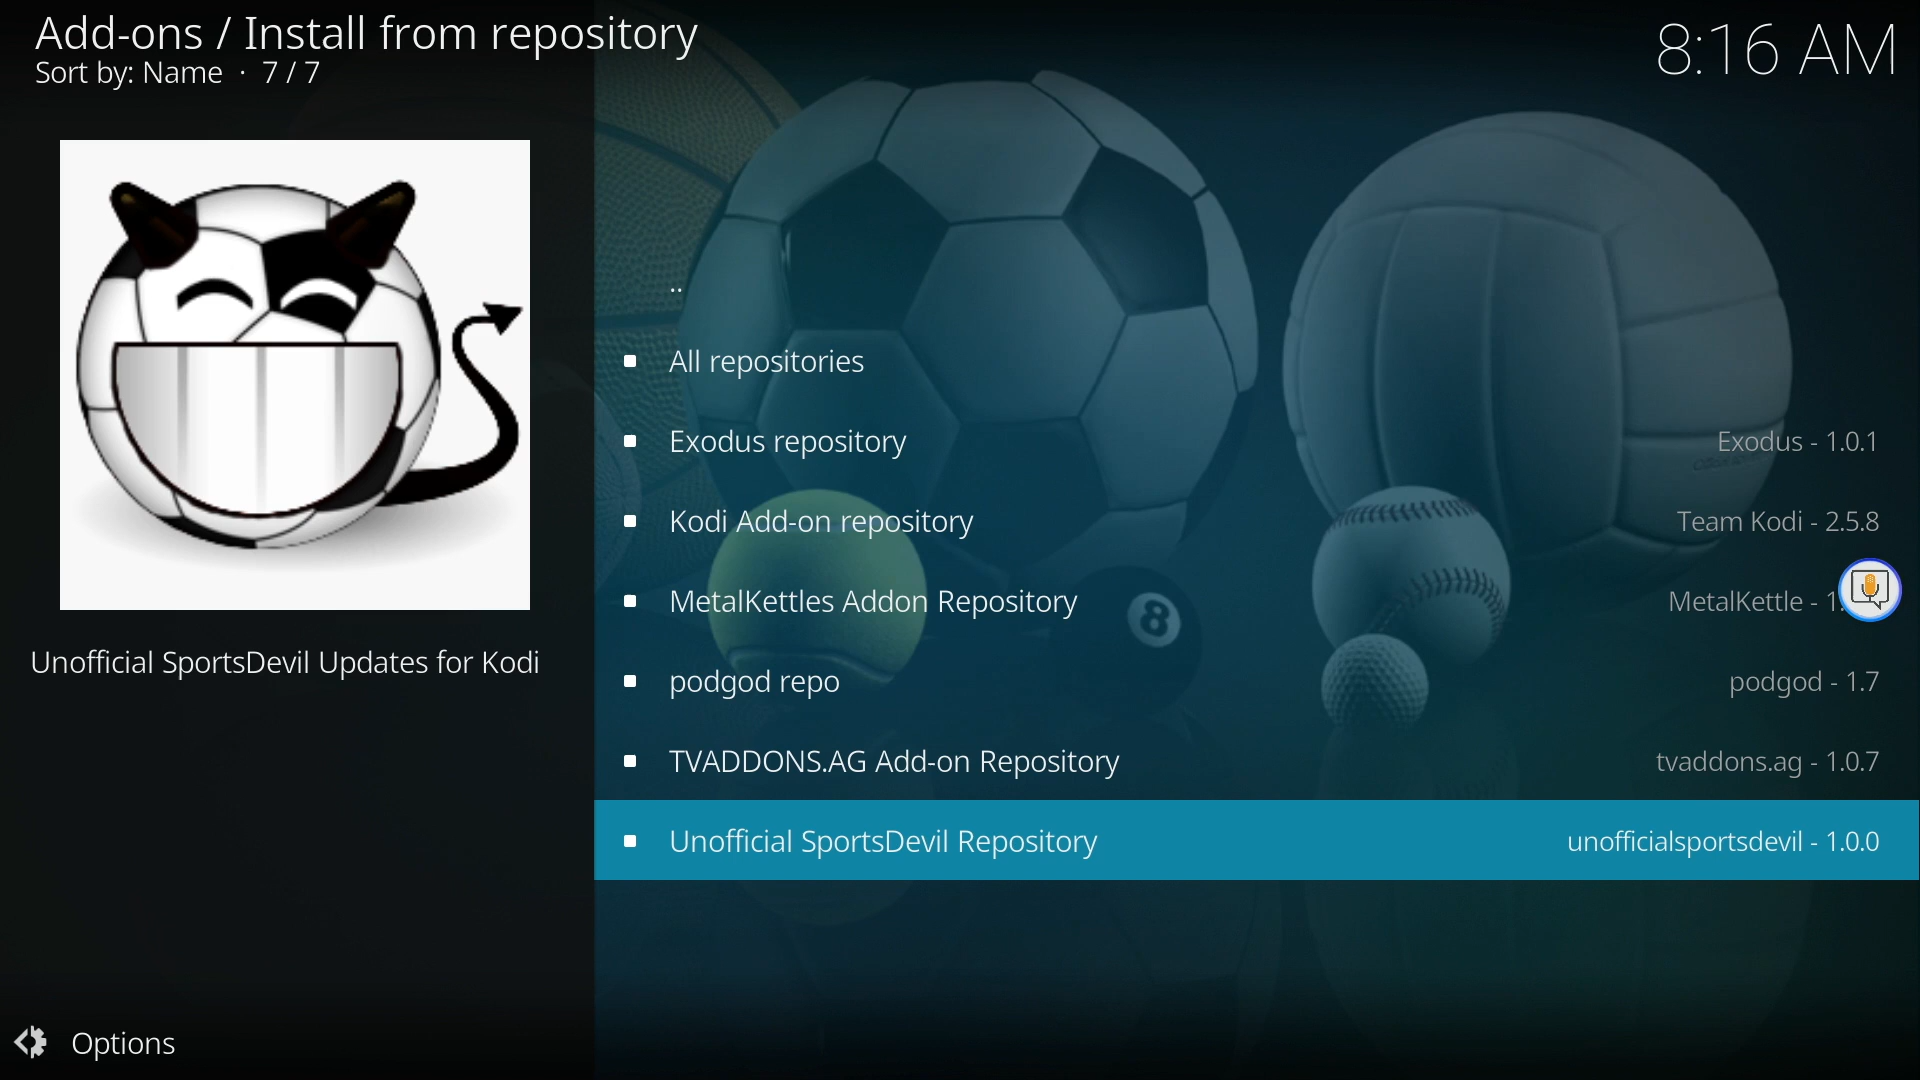 Add-ons / Install from repository
Sort by: Name · 7 / 7
8:16 AM
Unofficial SportsDevil Updates for Kodi
..
All repositories
Exodus repository Exodus - 1.0.1
Kodi Add-on repository Team Kodi - 2.5.8
MetalKettles Addon Repository MetalKettle - 1.
podgod repo podgod - 1.7
TVADDONS.AG Add-on Repository tvaddons.ag - 1.0.7
Unofficial SportsDevil Repository unofficialsportsdevil - 1.0.0
8
Options